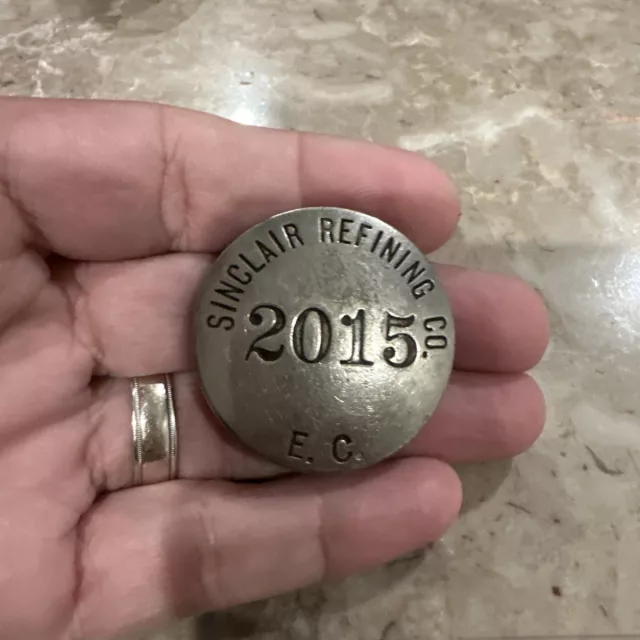 SINCLAIR REFINING CO.
2015
E. C.